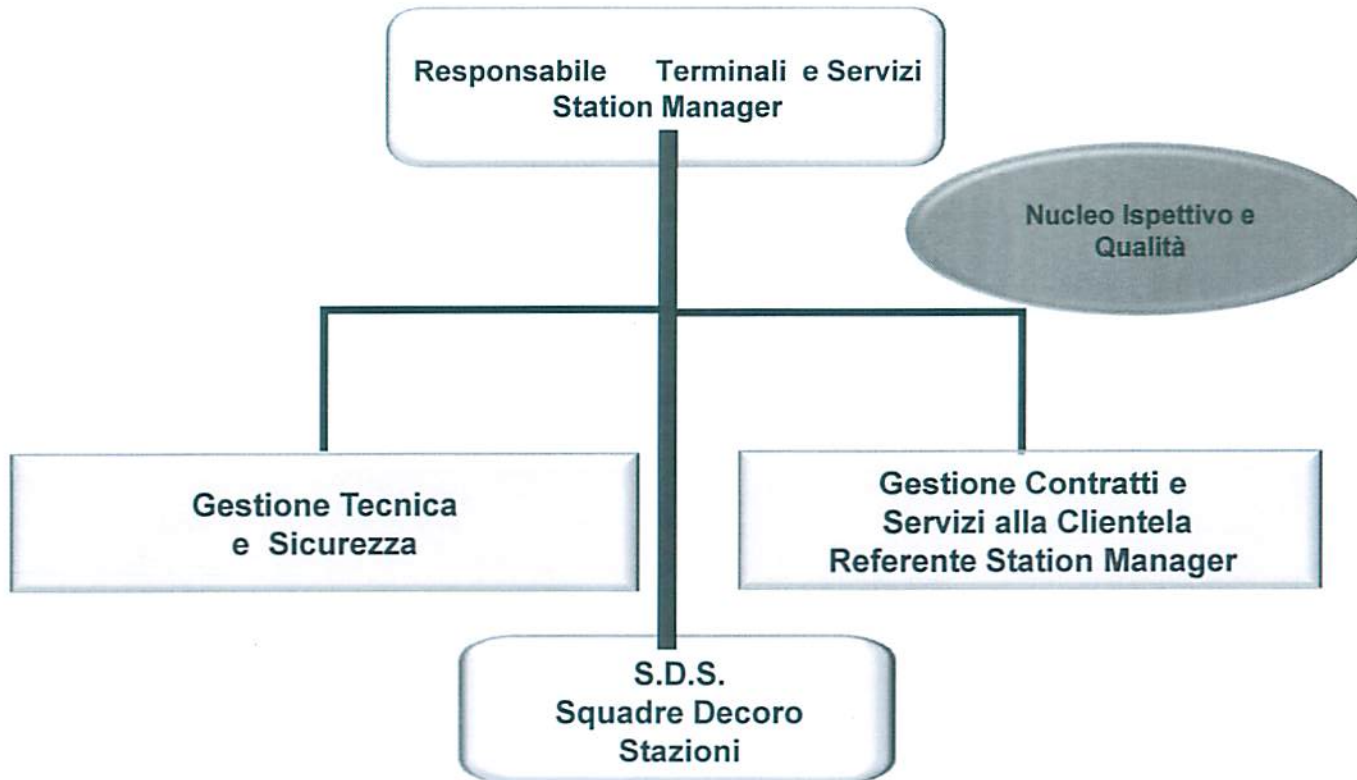 Responsabile Terminali e Servizi
Station Manager
Nucleo Ispettivo e
Qualità
Gestione Tecnica
e Sicurezza
Gestione Contratti e
Servizi alla Clientela
Referente Station Manager
S.D.S.
Squadre Decoro
Stazioni